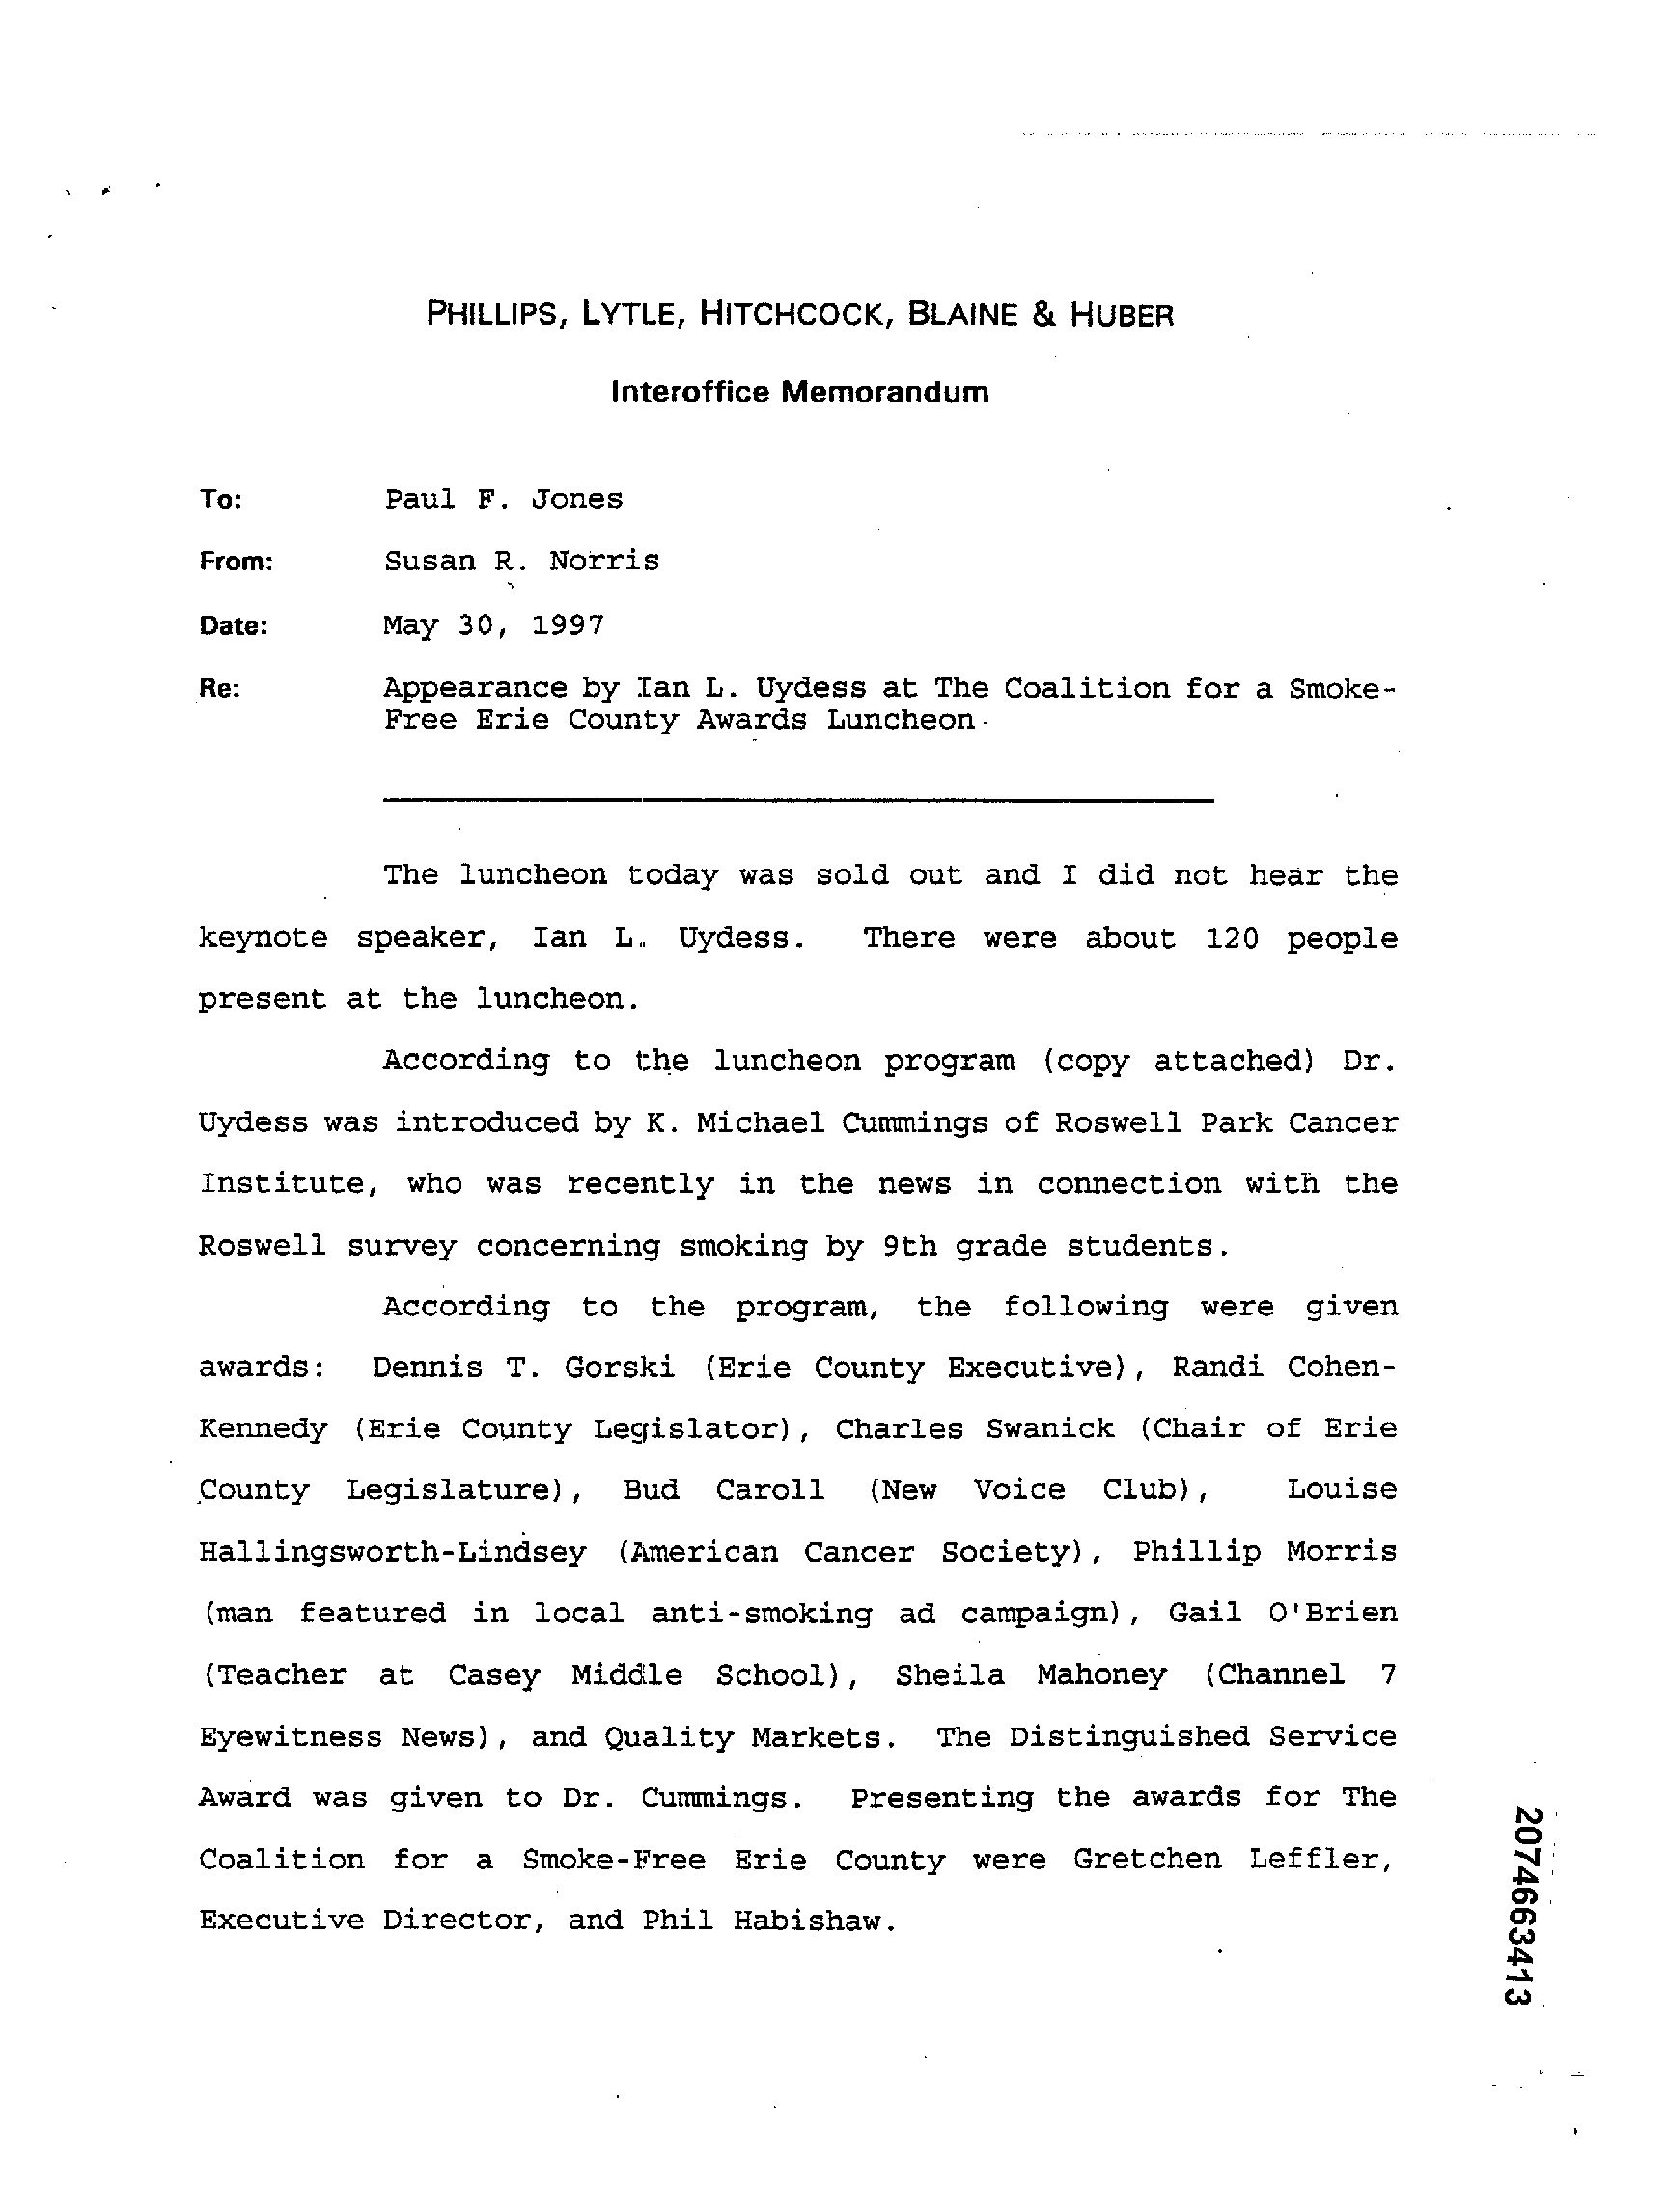 PHILLIPS, LYTLE, HITCHCOCK, BLAINE & HUBER
Interoffice Memorandum
To: Paul F. Jones
From: Susan R. Norris
Date: May 30, 1997
Re: Appearance by Ian L. Uydess at The Coalition for a Smoke-
Free Erie County Awards Luncheon
The luncheon today was sold out and I did not hear the
keynote speaker, Ian L. Uydess. There were about 120 people
present at the luncheon.
According to the luncheon program (copy attached) Dr.
Uydess was introduced by K. Michael Cummings of Roswell Park Cancer
Institute, who was recently in the news in connection with the
Roswell survey concerning smoking by 9th grade students.
According to the program, the following were given
awards: Dennis T. Gorski (Erie County Executive), Randi Cohen-
Kennedy (Erie County Legislator), Charles Swanick (Chair of Erie
County Legislature), Bud Caroll (New Voice Club), Louise
Hallingsworth-Lindsey (American Cancer Society), Phillip Morris
(man featured in local anti-smoking ad campaign), Gail O'Brien
(Teacher at Casey Middle School), Sheila Mahoney (Channel 7
Eyewitness News), and Quality Markets. The Distinguished Service
Award was given to Dr. Cummings. Presenting the awards for The
Coalition for a Smoke-Free Erie County were Gretchen Leffler,
Executive Director, and Phil Habishaw.
2074663413